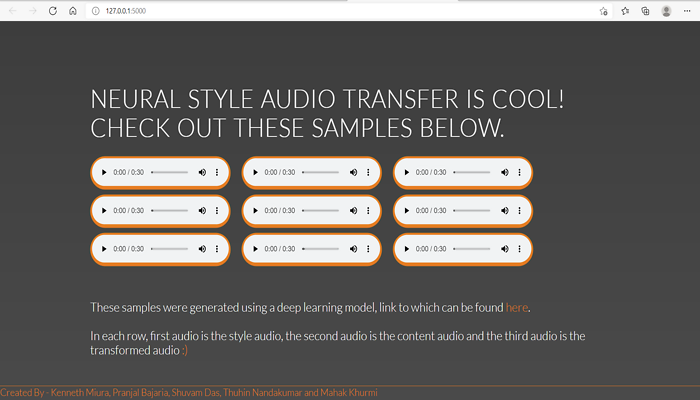 127.0.0.1:5000
NEURAL STYLE AUDIO TRANSFER IS COOL!
CHECK OUT THESE SAMPLES BELOW.
0:00 / 0:30 0:00 / 0:30 0:00 / 0:30
0:00 / 0:30 0:00 / 0:30 0:00 / 0:30
0:00 / 0:30 0:00 / 0:30 0:00 / 0:30
These samples were generated using a deep learning model, link to which can be found here.
In each row, first audio is the style audio, the second audio is the content audio and the third audio is the
transformed audio :)
Created By - Kenneth Miura, Pranjal Bajaria, Shuvam Das, Thuhin Nandakumar and Mahak Khurmi